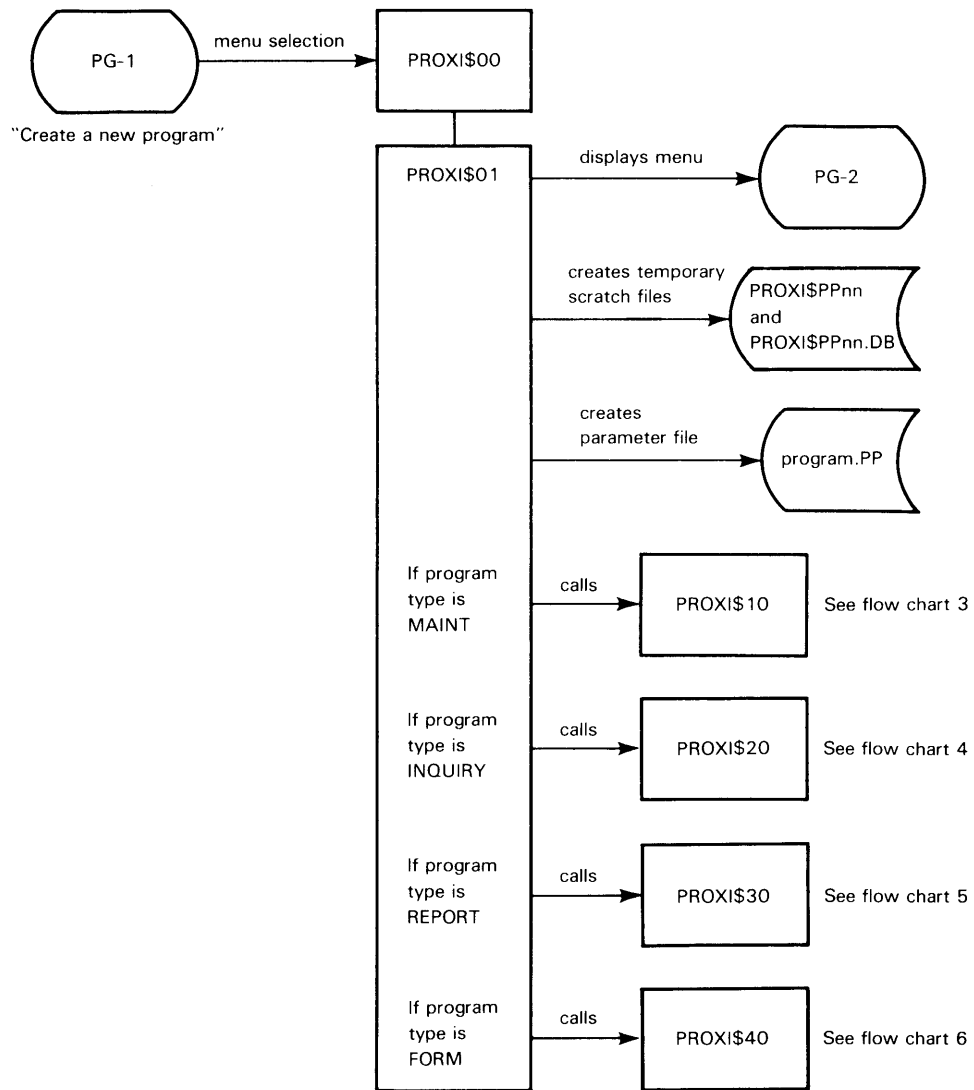 PG-1
menu selection
PROXI$00
"Create a new program"
PROXI$01
displays menu
PG-2
creates temporary
scratch files
PROXI$PPnn
and
PROXI$PPnn.DB
creates
parameter file
program.PP
If program
type is
MAINT
calls
PROXI$10
See flow chart 3
If program
type is
INQUIRY
calls
PROXI$20
See flow chart 4
If program
type is
REPORT
calls
PROXI$30
See flow chart 5
If program
type is
FORM
calls
PROXI$40
See flow chart 6